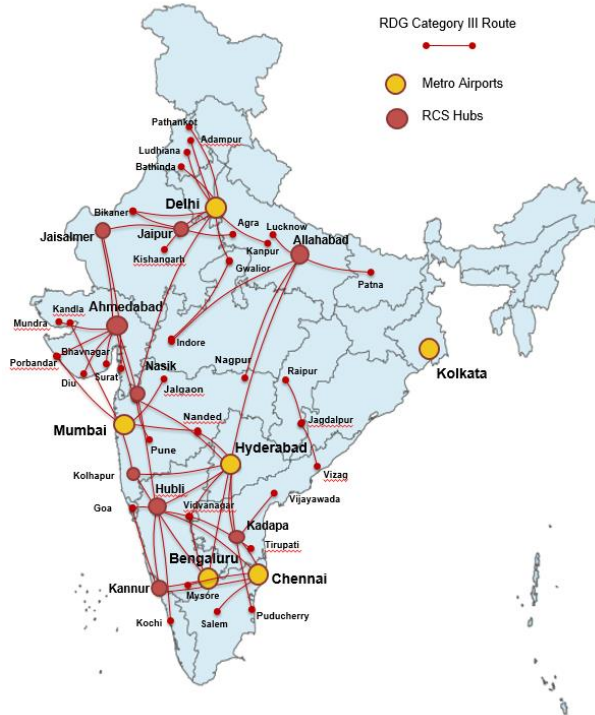 RDG Category III Route
Metro Airports
RCS Hubs
Pathankot
Adampur
Ludhiana
Bathinda
Delhi
Bikaner
Agra
Lucknow
Jaisalmer
Jaipur
Kanpur
Allahabad
Kishangarh
Gwalior
Patna
Kandla
Ahmedabad
Mundra
Indore
Bhavnagar
Porbandar
Nasik
Nagpur
Raipur
Kolkata
Diu
Surat
Jalgaon
Nanded
Jagdalpur
Mumbai
Pune
Hyderabad
Vizag
Kolhapur
Hubli
Vijayawada
Goa
Vidyanagar
Kadapa
Tirupati
Bengaluru
Chennai
Kannur
Mysore
Puducherry
Kochi
Salem